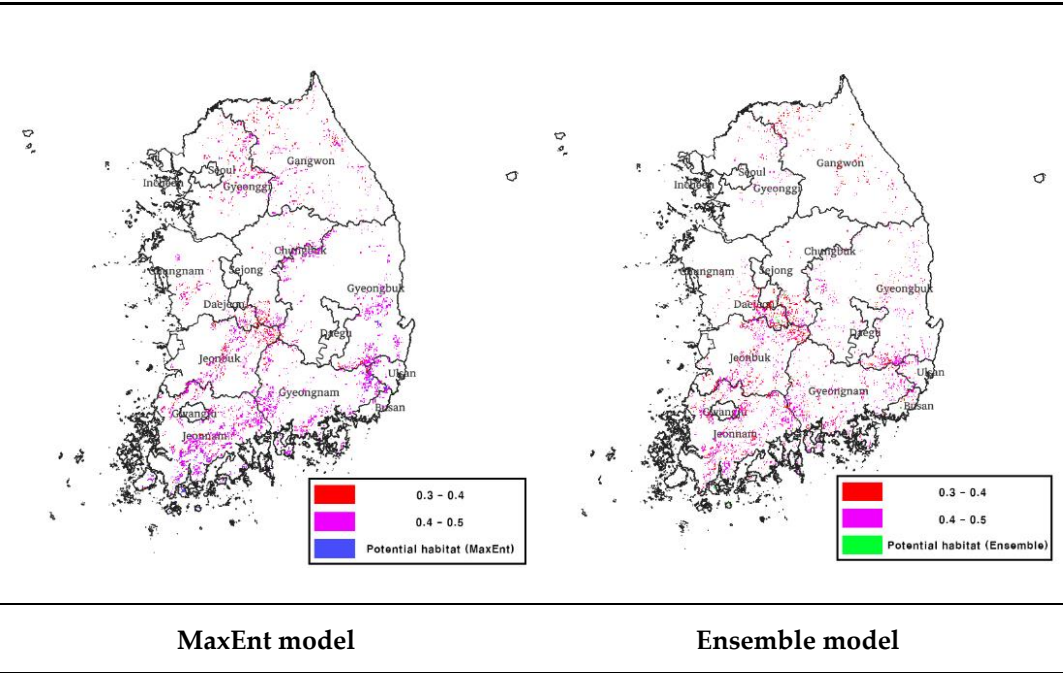 Gangwon
Seoul
Incheon
Gyeonggi
Chungbuk
Chungnam
Sejong
Gyeongbuk
Daejeon
Daegu
Jeonbuk
Ulsan
Gyeongnam
Busan
Gwangju
Jeonnam
0.3 - 0.4
0.4 - 0.5
Potential habitat (MaxEnt)
Gangwon
Seoul
Incheon
Gyeonggi
Chungbuk
Chungnam
Sejong
Gyeongbuk
Daejeon
Daegu
Jeonbuk
Ulsan
Gyeongnam
Busan
Gwangju
Jeonnam
0.3 - 0.4
0.4 - 0.5
Potential habitat (Ensemble)
MaxEnt model
Ensemble model